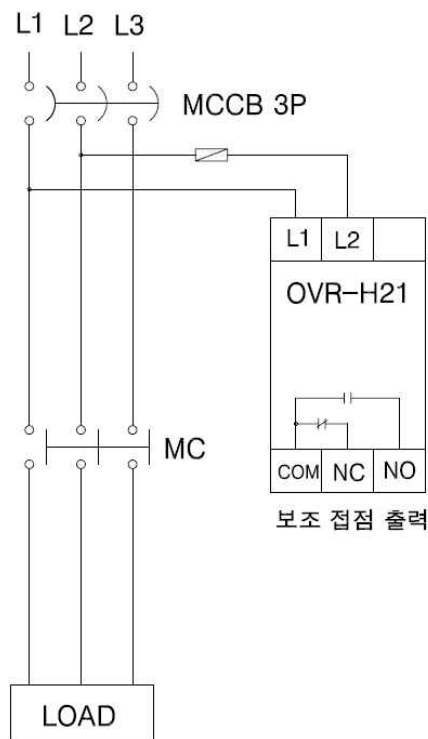 L1 L2 L3
MCCB 3P
L1 L2
OVR-H21
MC
COM NC NO
보조 접점 출력
LOAD